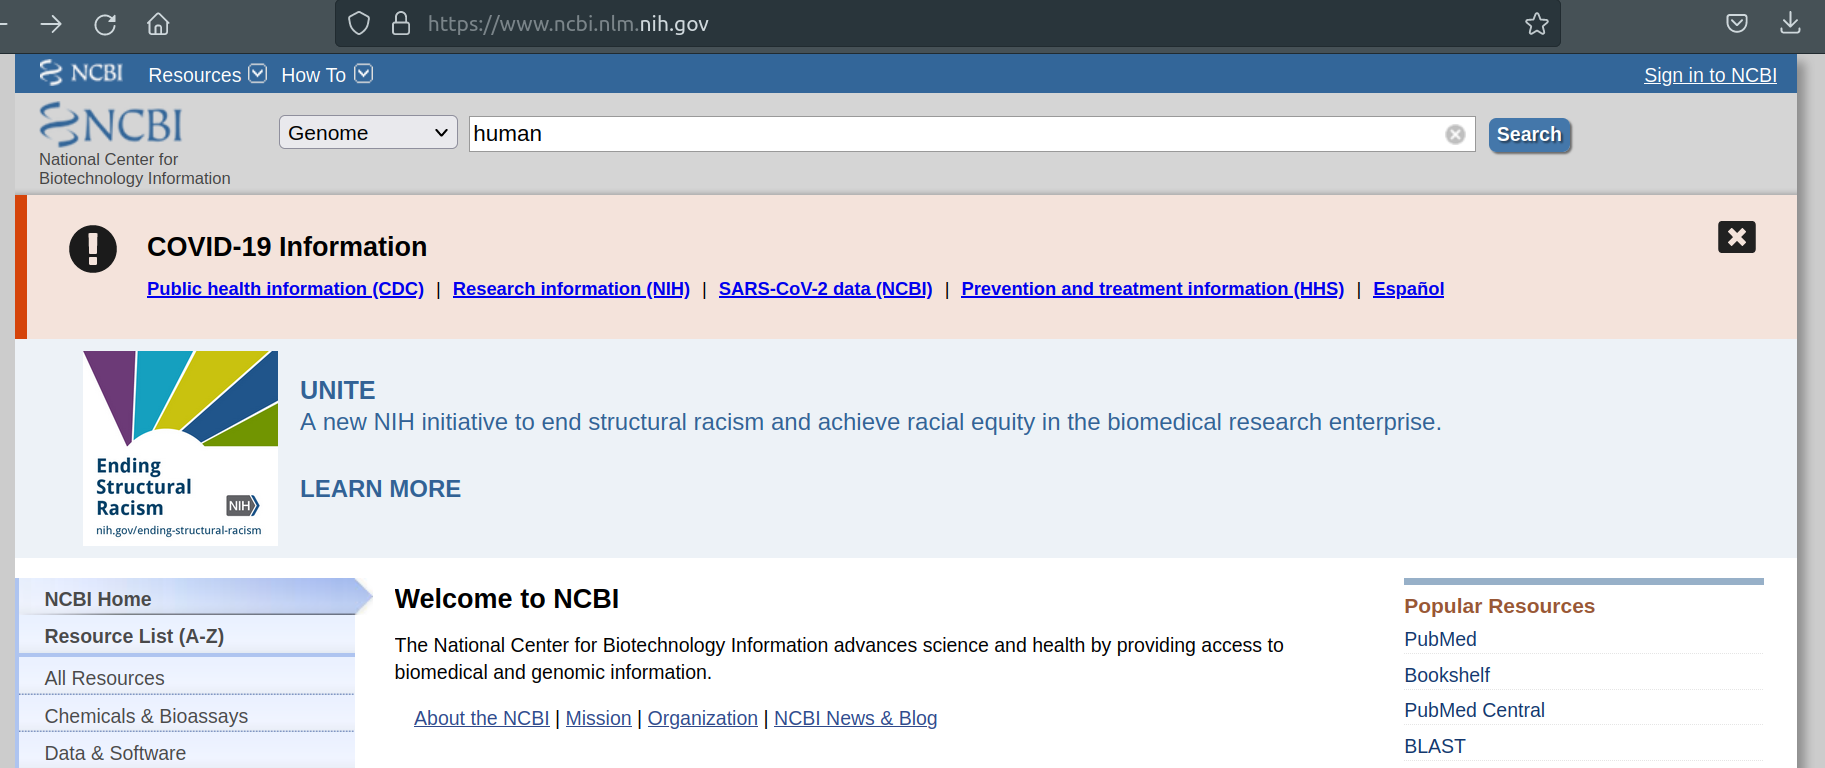 https://www.ncbi.nlm.nih.gov
NCBI Resources How To Sign in to NCBI
NCBI
National Center for
Biotechnology Information
Genome human Search
COVID-19 Information
Public health information (CDC) | Research information (NIH) | SARS-CoV-2 data (NCBI) | Prevention and treatment information (HHS) | Español
Ending
Structural
Racism
NIH
nih.gov/ending-structural-racism
UNITE
A new NIH initiative to end structural racism and achieve racial equity in the biomedical research enterprise.
LEARN MORE
NCBI Home
Resource List (A-Z)
All Resources
Chemicals & Bioassays
Data & Software
Welcome to NCBI
The National Center for Biotechnology Information advances science and health by providing access to
biomedical and genomic information.
About the NCBI | Mission | Organization | NCBI News & Blog
Popular Resources
PubMed
Bookshelf
PubMed Central
BLAST